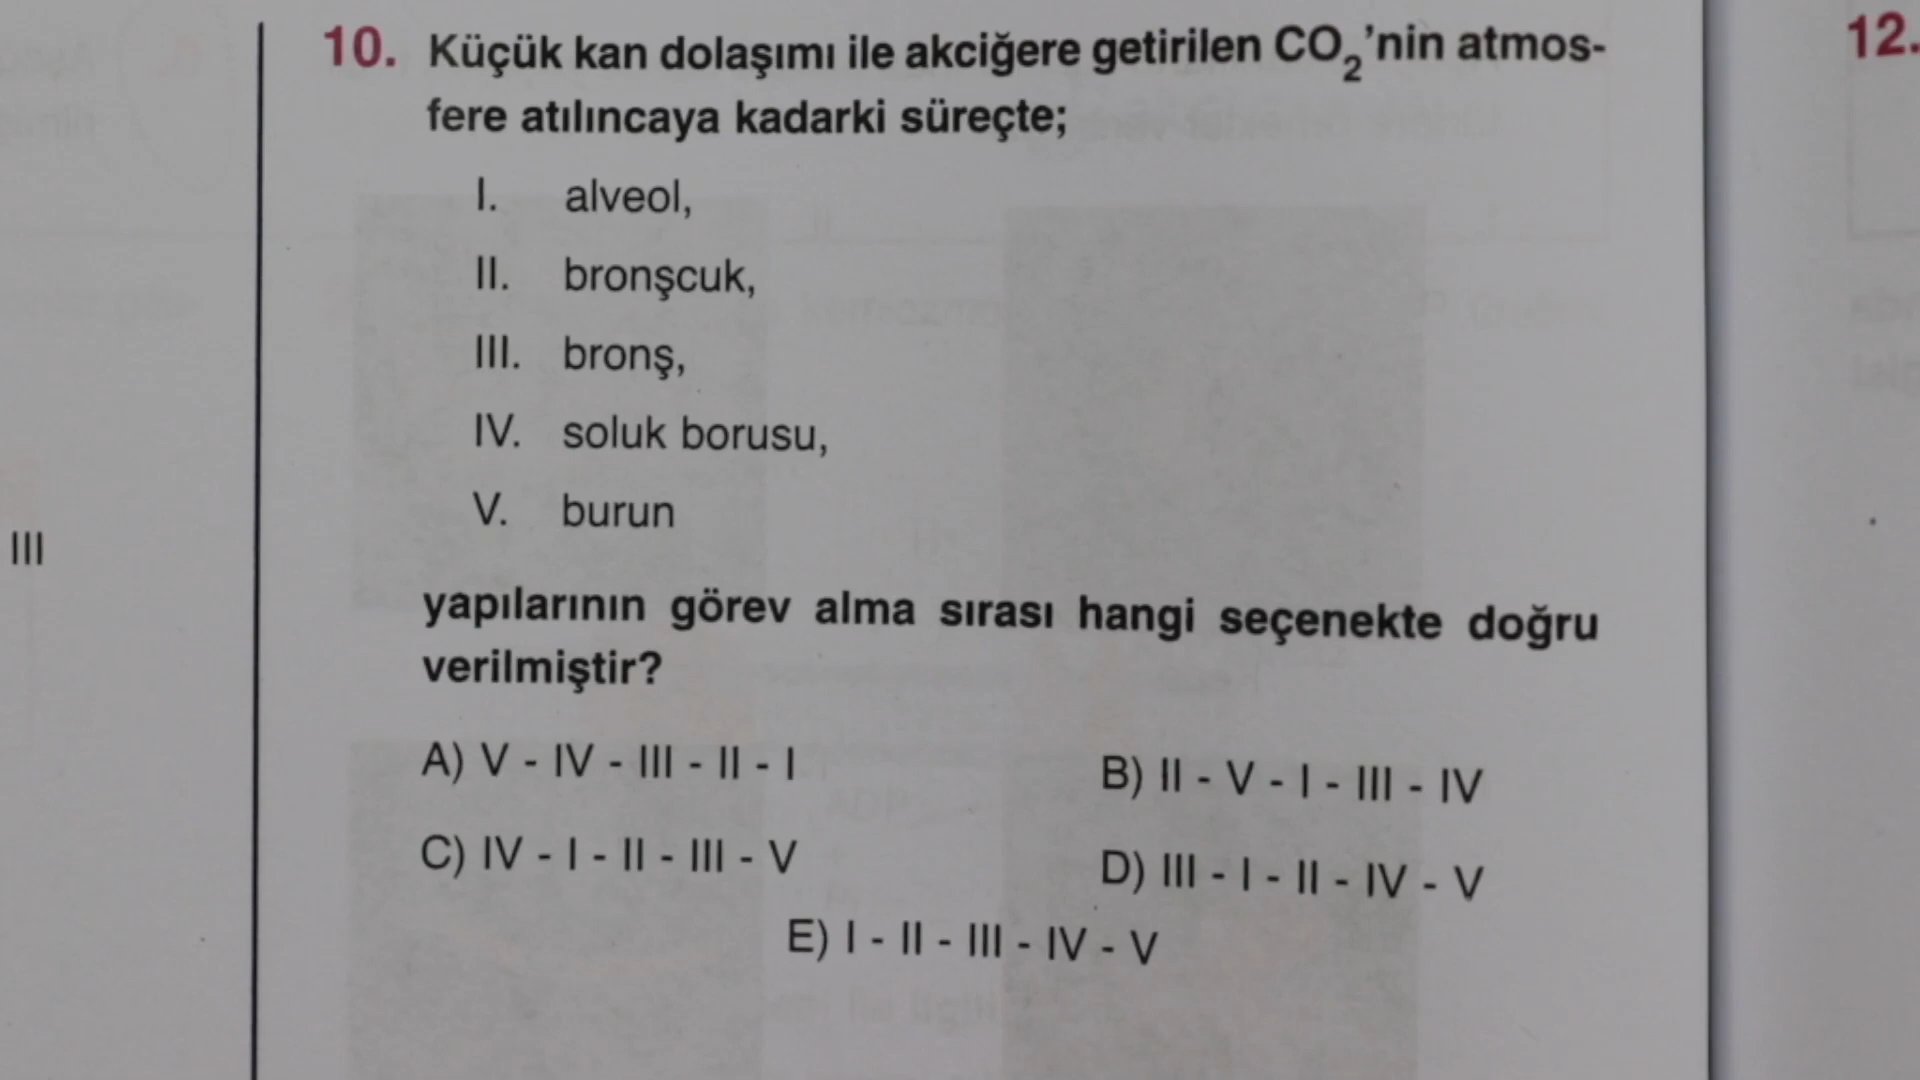 10. Küçük kan dolaşımı ile akciğere getirilen CO₂'nin atmos-
fere atılıncaya kadarki süreçte;
I. alveol,
II. bronşcuk,
III. bronş,
IV. soluk borusu,
V. burun
yapılarının görev alma sırası hangi seçenekte doğru
verilmiştir?
A) V - IV - III - II - I
B) II - V - I - III - IV
C) IV - I - II - III - V
D) III - I - II - IV - V
E) I - II - III - IV - V
III
12.